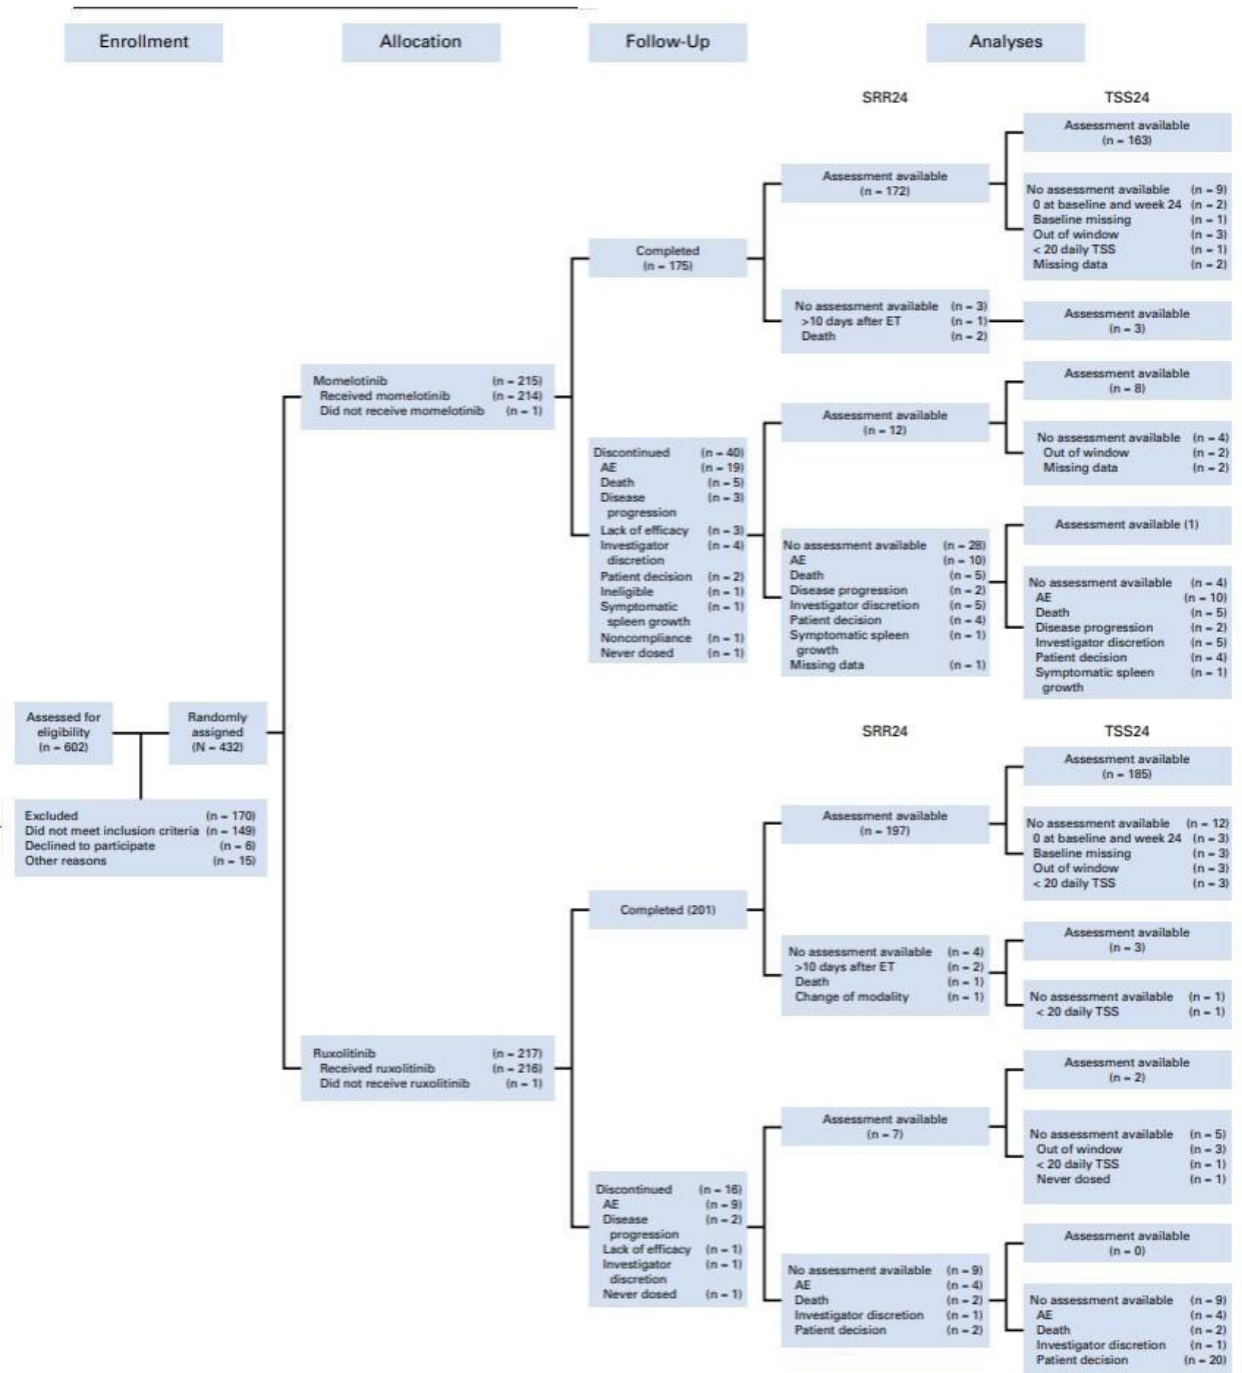 Enrollment
Allocation
Follow-Up
Analyses
SRR24
TSS24
Assessment available
(n = 163)
Assessment available
(n = 172)
No assessment available (n = 9)
0 at baseline and week 24 (n = 2)
Baseline missing (n = 1)
Out of window (n = 3)
< 20 daily TSS (n = 1)
Missing data (n = 2)
Completed
(n = 175)
No assessment available (n = 3)
>10 days after ET (n = 1)
Death (n = 2)
Assessment available
(n = 3)
Momelotinib (n = 215)
Received momelotinib (n = 214)
Did not receive momelotinib (n = 1)
Assessment available
(n = 8)
Assessment available
(n = 12)
No assessment available (n = 4)
Out of window (n = 2)
Missing data (n = 2)
Discontinued (n = 40)
AE (n = 19)
Death (n = 5)
Disease (n = 3)
progression
Lack of efficacy (n = 3)
Investigator (n = 4)
discretion
Patient decision (n = 2)
Ineligible (n = 1)
Symptomatic (n = 1)
spleen growth
Noncompliance (n = 1)
Never dosed (n = 1)
No assessment available (n = 28)
AE (n = 10)
Death (n = 5)
Disease progression (n = 2)
Investigator discretion (n = 5)
Patient decision (n = 4)
Symptomatic spleen (n = 1)
growth
Missing data (n = 1)
Assessment available (1)
No assessment available (n = 4)
AE (n = 10)
Death (n = 5)
Disease progression (n = 2)
Investigator discretion (n = 5)
Patient decision (n = 4)
Symptomatic spleen (n = 1)
growth
Assessed for
eligibility
(n = 602)
Randomly
assigned
(N = 432)
Excluded (n = 170)
Did not meet inclusion criteria (n = 149)
Declined to participate (n = 6)
Other reasons (n = 15)
SRR24
TSS24
Assessment available
(n = 185)
Assessment available
(n = 197)
No assessment available (n = 12)
0 at baseline and week 24 (n = 3)
Baseline missing (n = 3)
Out of window (n = 3)
< 20 daily TSS (n = 3)
Completed (201)
No assessment available (n = 4)
>10 days after ET (n = 2)
Death (n = 1)
Change of modality (n = 1)
Assessment available
(n = 3)
No assessment available (n = 1)
< 20 daily TSS (n = 1)
Ruxolitinib (n = 217)
Received ruxolitinib (n = 216)
Did not receive ruxolitinib (n = 1)
Assessment available
(n = 2)
Assessment available
(n = 7)
No assessment available (n = 5)
Out of window (n = 3)
< 20 daily TSS (n = 1)
Never dosed (n = 1)
Discontinued (n = 16)
AE (n = 9)
Disease (n = 2)
progression
Lack of efficacy (n = 1)
Investigator (n = 1)
discretion
Never dosed (n = 1)
Assessment available
(n = 0)
No assessment available (n = 9)
AE (n = 4)
Death (n = 2)
Investigator discretion (n = 1)
Patient decision (n = 2)
No assessment available (n = 9)
AE (n = 4)
Death (n = 2)
Investigator discretion (n = 1)
Patient decision (n = 20)